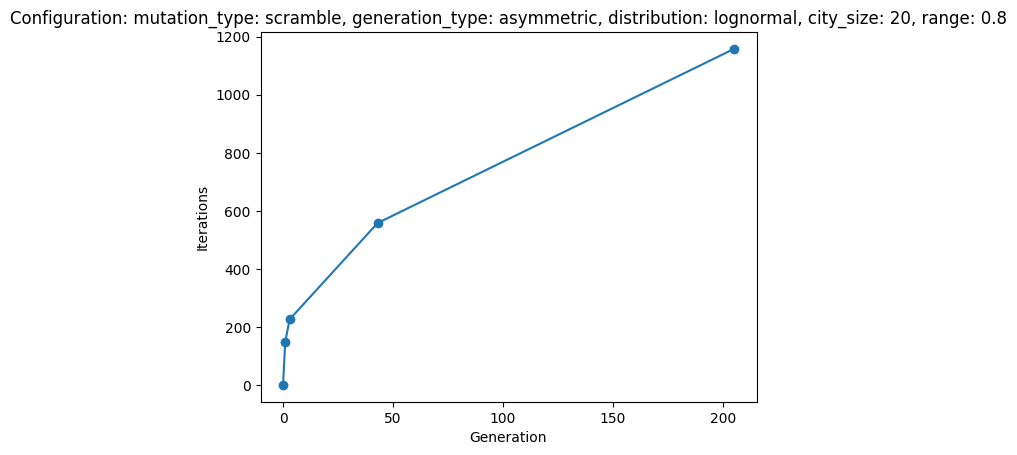 Configuration: mutation_type: scramble, generation_type: asymmetric, distribution: lognormal, city_size: 20, range: 0.8
1200
1000
800
600
400
200
0
Iterations
0 50 100 150 200
Generation